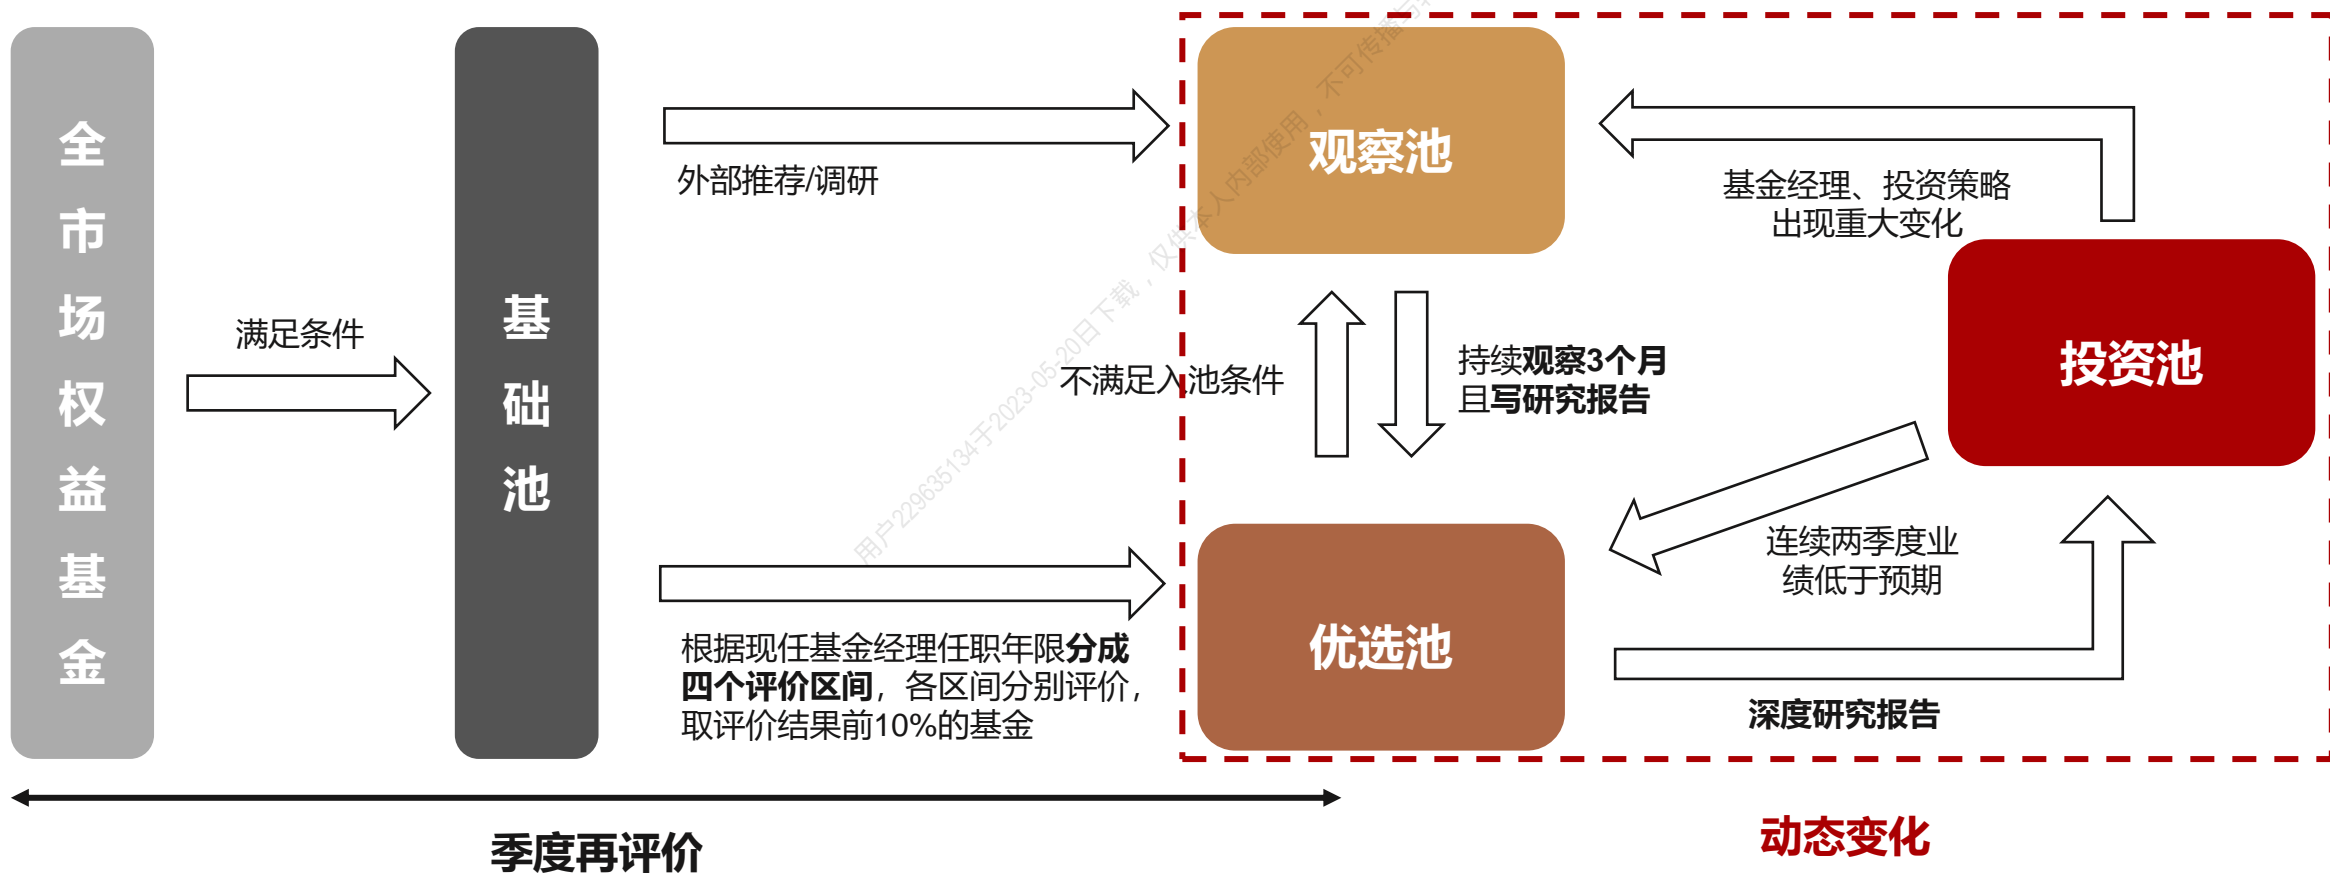 全
市
场
权
益
基
金
满足条件
基
础
池
外部推荐/调研
根据现任基金经理任职年限分成
四个评价区间，各区间分别评价，
取评价结果前10%的基金
观察池
不满足入池条件
持续观察3个月
且写研究报告
优选池
基金经理、投资策略
出现重大变化
投资池
连续两季度业
绩低于预期
深度研究报告
季度再评价
动态变化
用户229635134于2023-05-20日下载，仅供本人内部使用，不可传播与